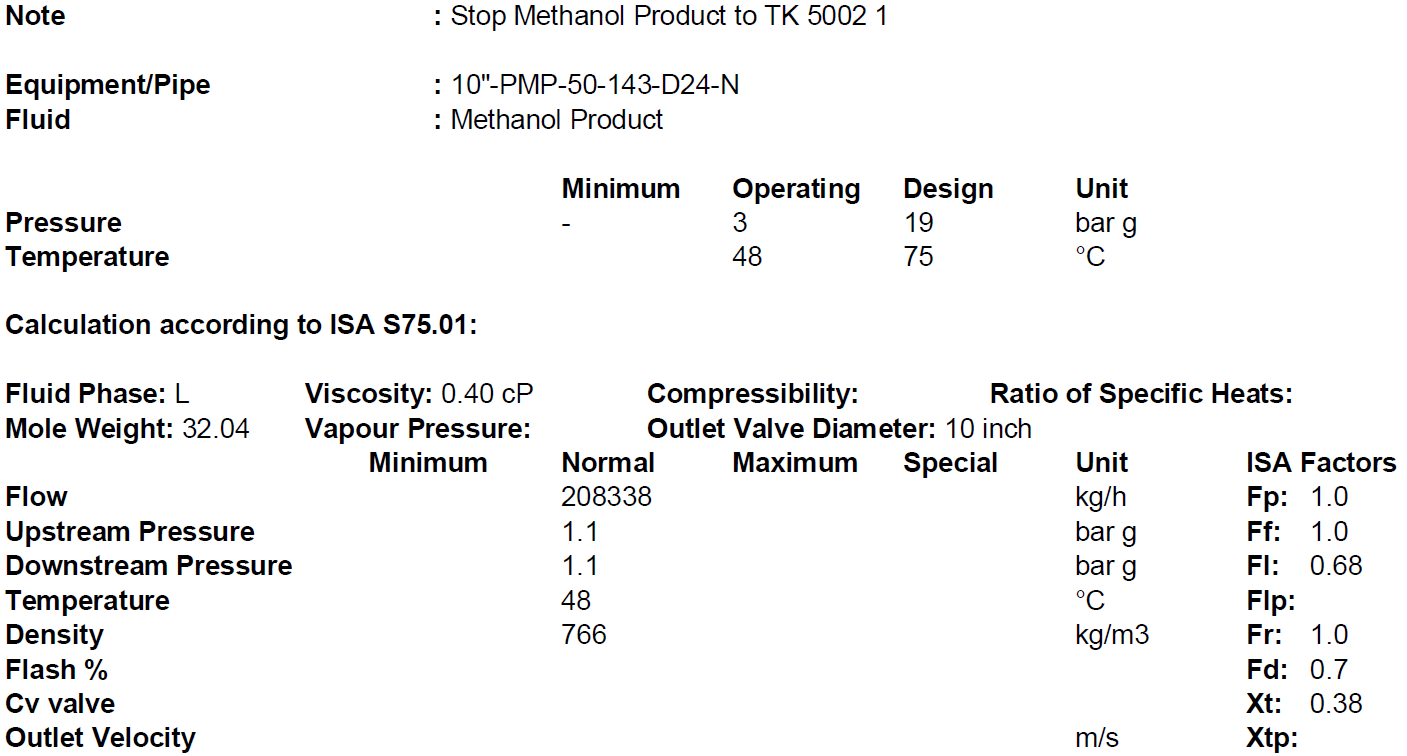 Note : Stop Methanol Product to TK 5002 1
Equipment/Pipe : 10"-PMP-50-143-D24-N
Fluid : Methanol Product
Minimum Operating Design Unit
Pressure - 3 19 bar g
Temperature 48 75 °C
Calculation according to ISA S75.01:
Fluid Phase: L Viscosity: 0.40 cP Compressibility: Ratio of Specific Heats:
Mole Weight: 32.04 Vapour Pressure: Outlet Valve Diameter: 10 inch
Minimum Normal Maximum Special Unit ISA Factors
Flow 208338 kg/h Fp: 1.0
Upstream Pressure 1.1 bar g Ff: 1.0
Downstream Pressure 1.1 bar g Fl: 0.68
Temperature 48 °C Flp:
Density 766 kg/m3 Fr: 1.0
Flash % Fd: 0.7
Cv valve Xt: 0.38
Outlet Velocity m/s Xtp: